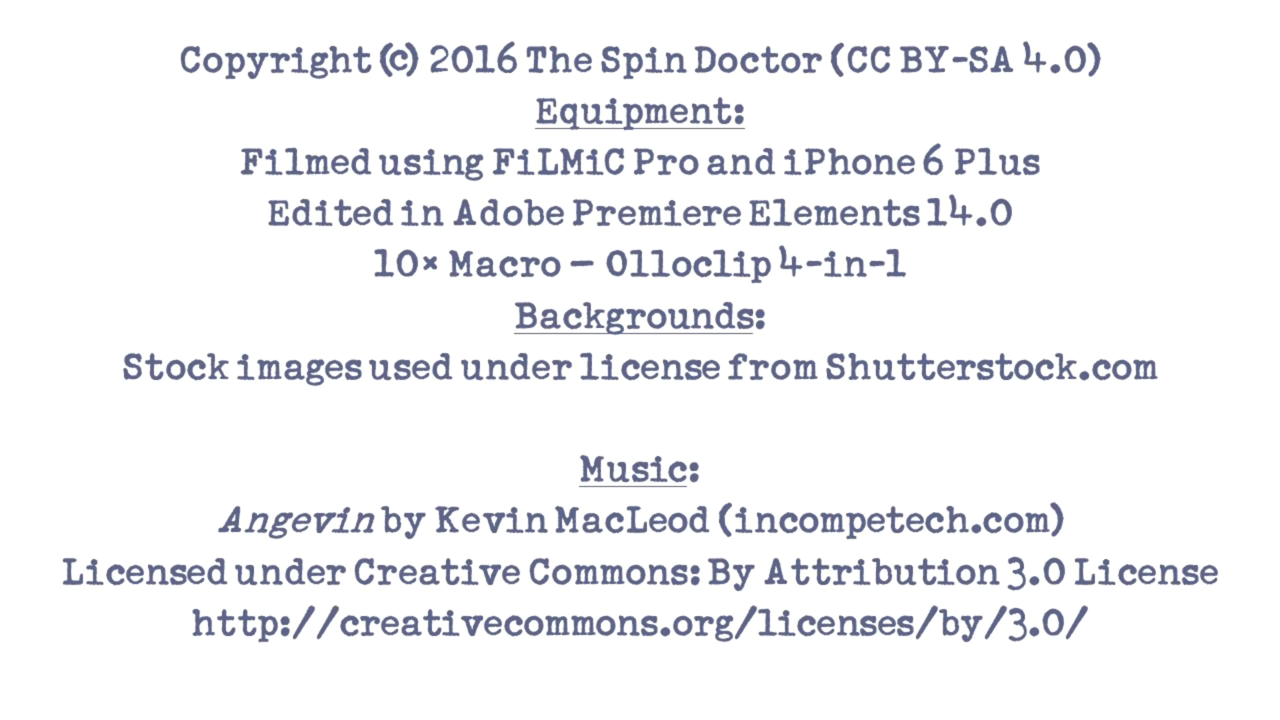 Copyright (c) 2016 The Spin Doctor (CC BY-SA 4.0)
Equipment:
Filmed using FiLMiC Pro and iPhone 6 Plus
Edited in Adobe Premiere Elements 14.0
10× Macro — Olloclip 4-in-1
Backgrounds:
Stock images used under license from Shutterstock.com
Music:
Angevin by Kevin MacLeod (incompetech.com)
Licensed under Creative Commons: By Attribution 3.0 License
http://creativecommons.org/licenses/by/3.0/